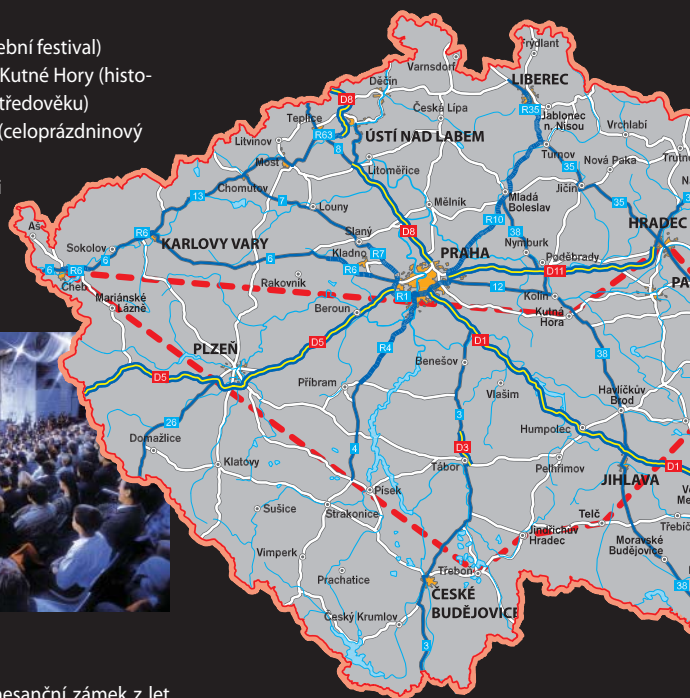 ební festival)
Kutné Hory (histo-
tředověku)
(celoprázdninový
i
Frýdlant
Varnsdorf
Děčín
LIBEREC
D8
Teplice
Česká Lípa
R35
Jablonec
n. Nisou
Vrchlabí
R63
ÚSTÍ NAD LABEM
Litvínov
8
Turnov
Trutno
Most
Litoměřice
Nová Paka
35
Chomutov
Jičín
13
7
Louny
Mělník
Mladá
Boleslav
35
R10
HRADEC
Aš
R6
Slaný
D8
38
Sokolov
KARLOVY VARY
Kladno
R7
PRAHA
Nymburk
Poděbrady
6
R6
6
6
R6
D11
Cheb
Rakovník
R1
12
Kolín
PA
Mariánské
Lázně
Beroun
Kutná
Hora
PLZEŇ
D5
R4
D1
38
Benešov
D5
Příbram
Vlašim
Havlíčkův
Brod
26
3
Humpolec
Domažlice
4
D3
Klatovy
Tábor
Pelhřimov
D1
JIHLAVA
Písek
Sušice
Strakonice
Telč
Jindřichův
Hradec
Třebíč
Moravské
Budějovice
Vimperk
Třeboň
Prachatice
ČESKÉ
BUDĚJOVICE
38
Český Krumlov
3
esanční zámek z let